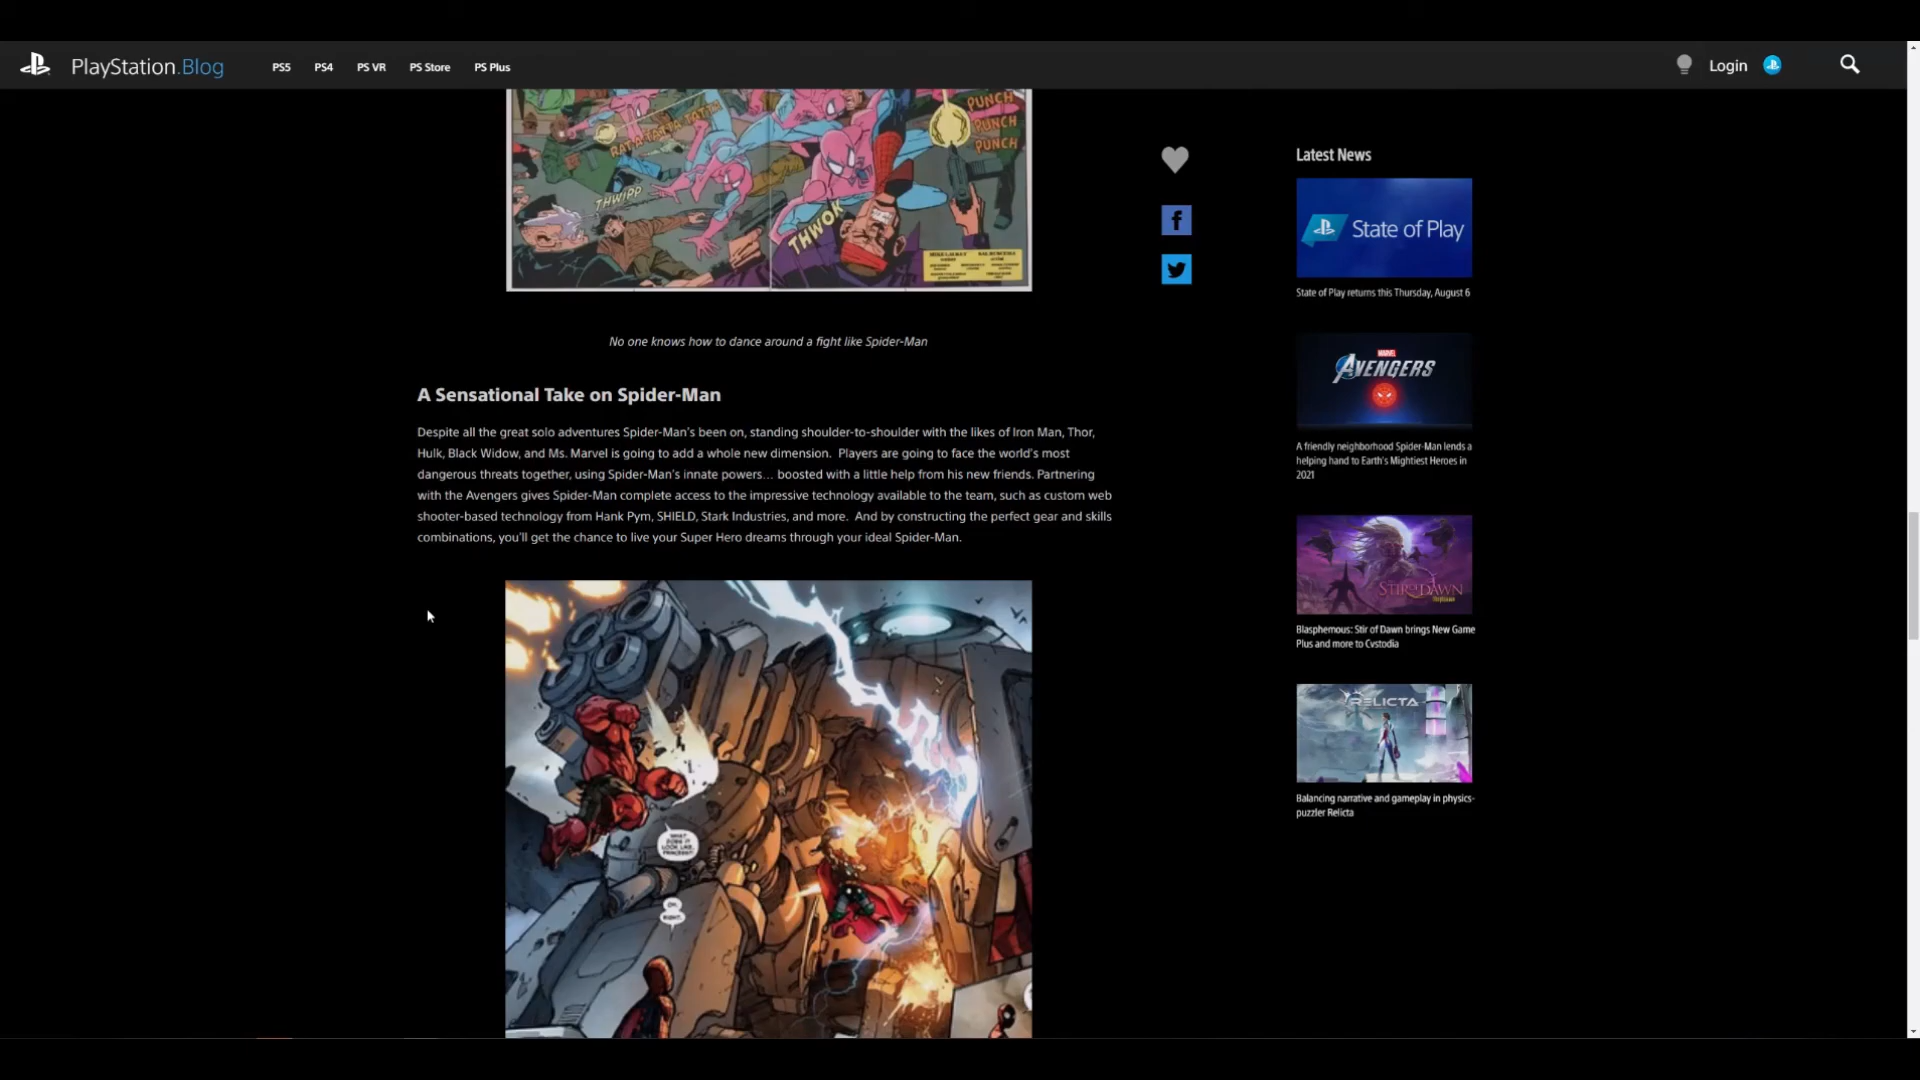 PlayStation.Blog
PS5
PS4
PS VR
PS Store
PS Plus
Login
PUNCH
PUNCH
PUNCH
RAT A TATTA TATTA
THWIPP
THWOK
No one knows how to dance around a fight like Spider-Man
A Sensational Take on Spider-Man
Despite all the great solo adventures Spider-Man's been on, standing shoulder-to-shoulder with the likes of Iron Man, Thor,
Hulk, Black Widow, and Ms. Marvel is going to add a whole new dimension.  Players are going to face the world's most
dangerous threats together, using Spider-Man's innate powers… boosted with a little help from his new friends. Partnering
with the Avengers gives Spider-Man complete access to the impressive technology available to the team, such as custom web
shooter-based technology from Hank Pym, SHIELD, Stark Industries, and more.  And by constructing the perfect gear and skills
combinations, you'll get the chance to live your Super Hero dreams through your ideal Spider-Man.
WHAT
DOES IT
LOOK LIKE,
PRINCESS?
OH,
RIGHT.
Latest News
State of Play
State of Play returns this Thursday, August 6
MARVEL
AVENGERS
A friendly neighborhood Spider-Man lends a
helping hand to Earth's Mightiest Heroes in
2021
STIR of DAWN
Blasphemous: Stir of Dawn brings New Game
Plus and more to Cvstodia
RELICTA
Balancing narrative and gameplay in physics-
puzzler Relicta